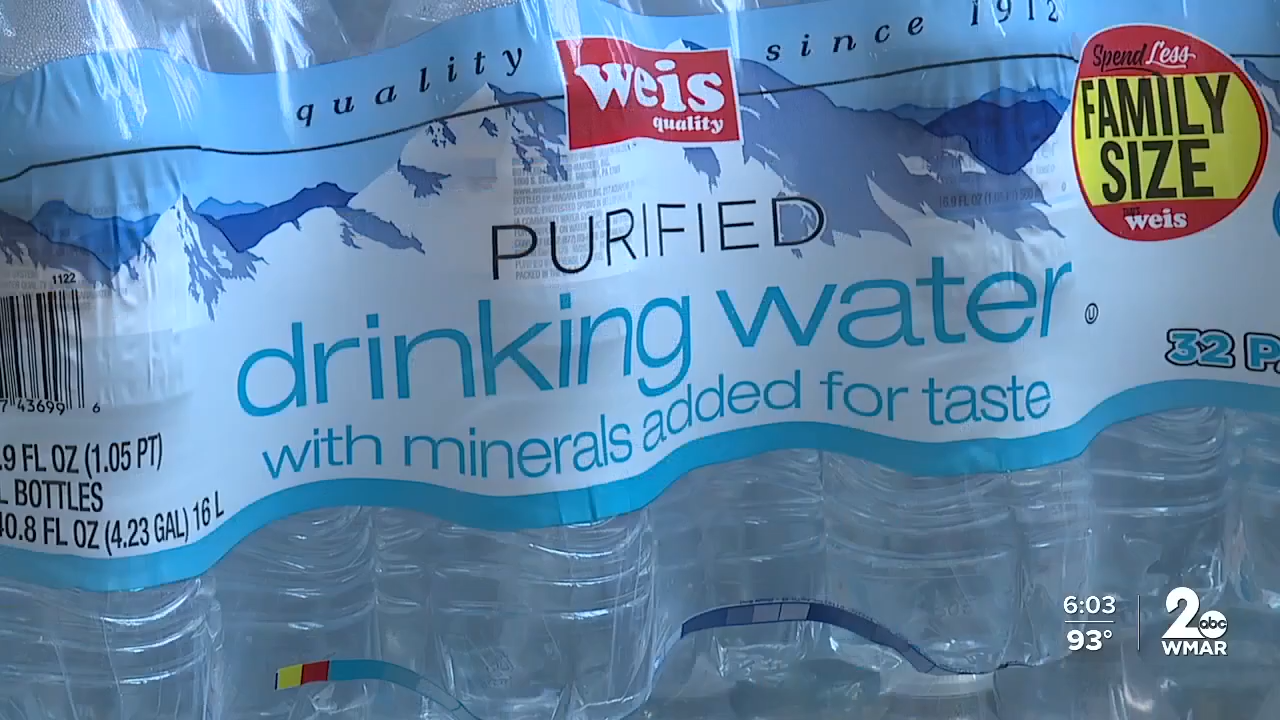 quality since 1912
weis
quality
Spend Less
FAMILY
SIZE
weis
PURIFIED
drinking water
with minerals added for taste
1122
7 43699 6
.9 FL OZ (1.05 PT)
L BOTTLES
40.8 FL OZ (4.23 GAL) 16 L
32 P
U
6:03
93°
2 abc
WMAR